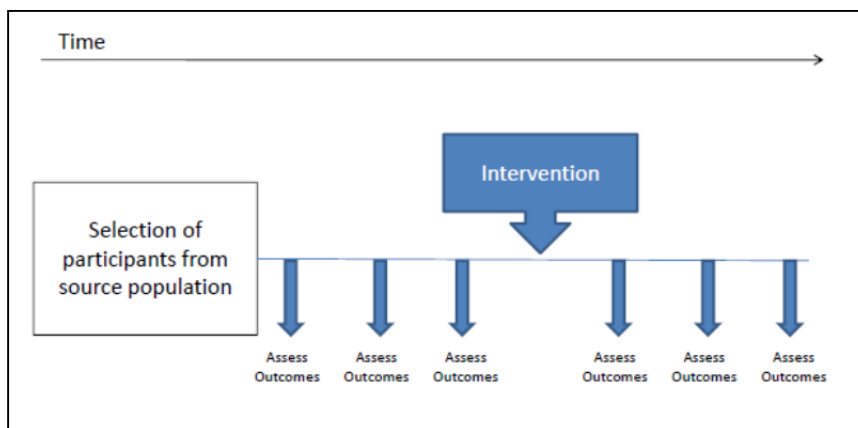 Time
Intervention
Selection of
participants from
source population
Assess
Outcomes
Assess
Outcomes
Assess
Outcomes
Assess
Outcomes
Assess
Outcomes
Assess
Outcomes